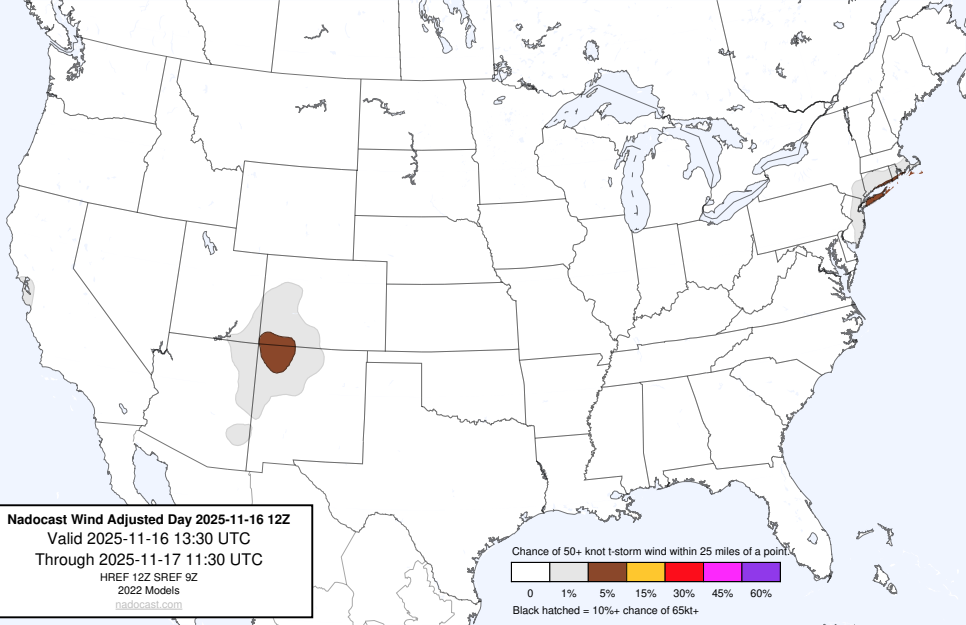 Nadocast Wind Adjusted Day 2025-11-16 12Z
Valid 2025-11-16 13:30 UTC
Through 2025-11-17 11:30 UTC
HREF 12Z SREF 9Z
2022 Models
nadocast.com
Chance of 50+ knot t-storm wind within 25 miles of a point.
0 1% 5% 15% 30% 45% 60%
Black hatched = 10%+ chance of 65kt+